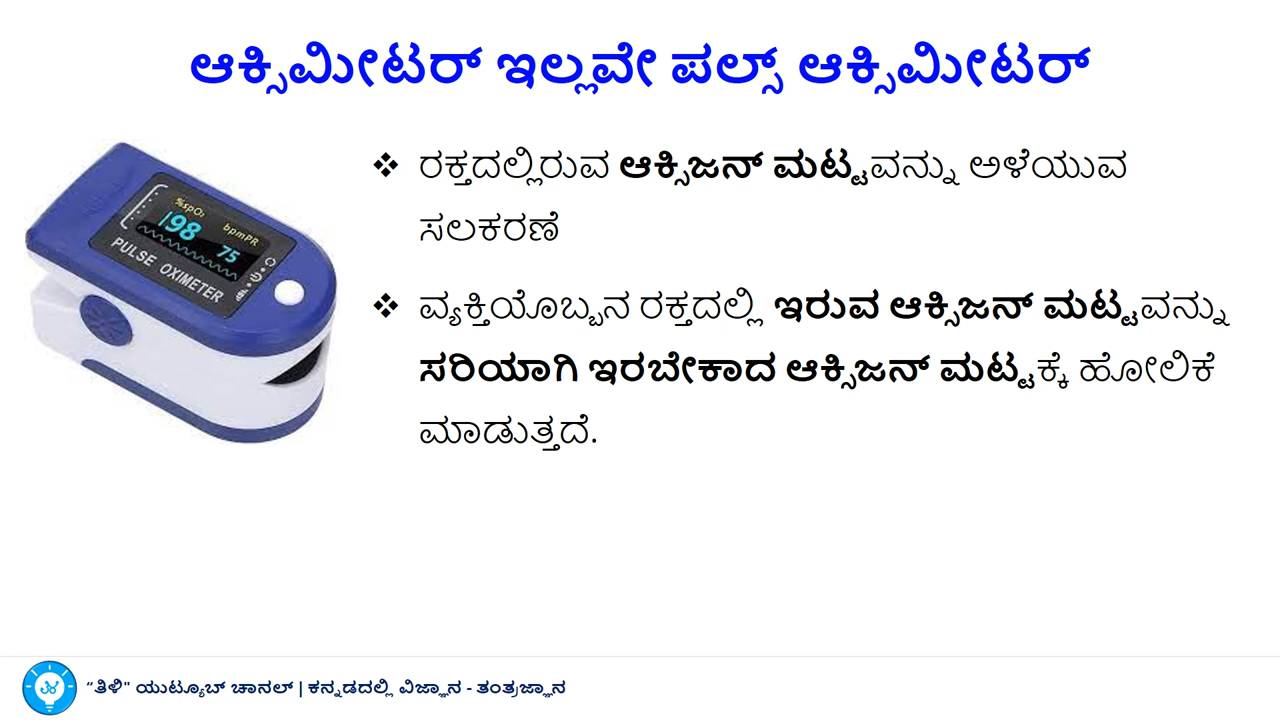 ಆಕ್ಸಿಮೀಟರ್ ಇಲ್ಲವೇ ಪಲ್ಸ್ ಆಕ್ಸಿಮೀಟರ್
%spO₂
98
bpmPR
75
PULSE OXIMETER
❖ ರಕ್ತದಲ್ಲಿರುವ ಆಕ್ಸಿಜನ್ ಮಟ್ಟವನ್ನು ಅಳೆಯುವ
ಸಲಕರಣೆ
❖ ವ್ಯಕ್ತಿಯೊಬ್ಬನ ರಕ್ತದಲ್ಲಿ ಇರುವ ಆಕ್ಸಿಜನ್ ಮಟ್ಟವನ್ನು
ಸರಿಯಾಗಿ ಇರಬೇಕಾದ ಆಕ್ಸಿಜನ್ ಮಟ್ಟಕ್ಕೆ ಹೋಲಿಕೆ
ಮಾಡುತ್ತದೆ.
“ತಿಳಿ" ಯುಟ್ಯೂಬ್ ಚಾನಲ್ | ಕನ್ನಡದಲ್ಲಿ ವಿಜ್ಞಾನ - ತಂತ್ರಜ್ಞಾನ